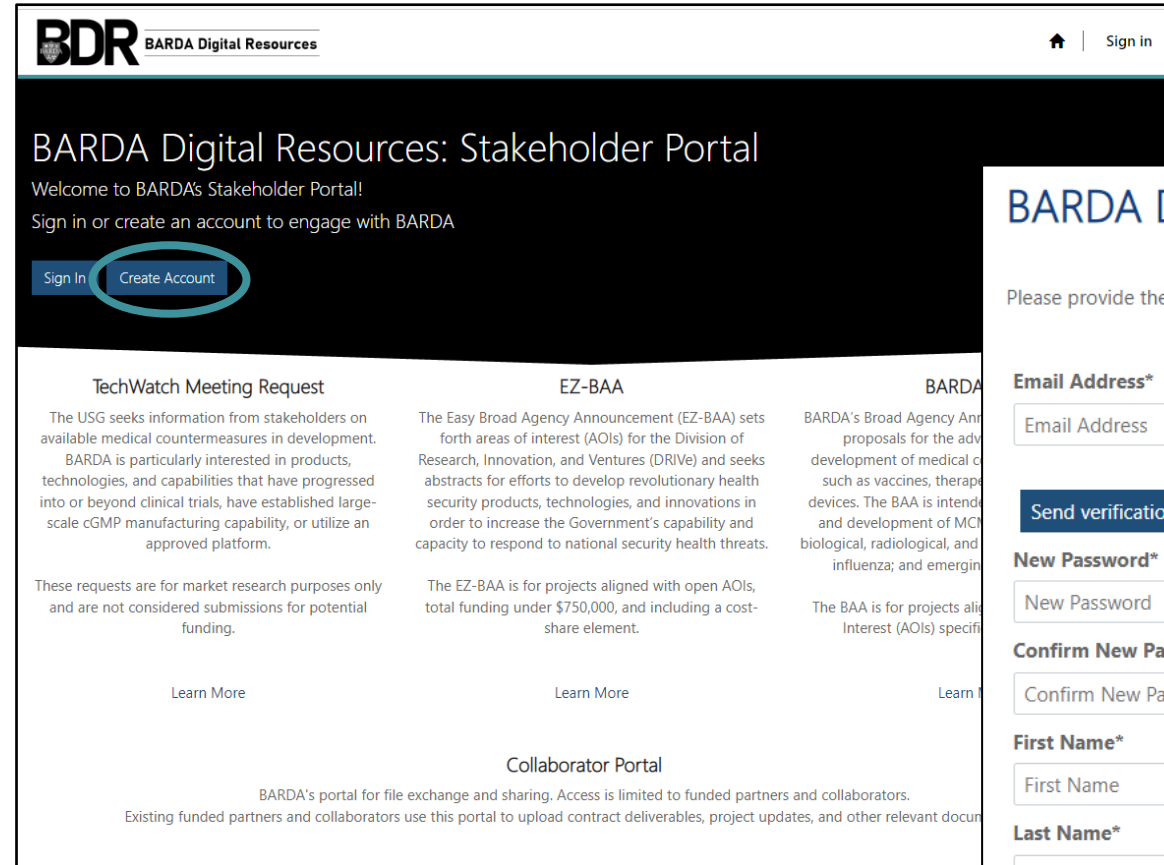 BDR BARDA Digital Resources
Sign in
BARDA Digital Resources: Stakeholder Portal
Welcome to BARDA's Stakeholder Portal!
Sign in or create an account to engage with BARDA
Sign In
Create Account
TechWatch Meeting Request
The USG seeks information from stakeholders on
available medical countermeasures in development.
BARDA is particularly interested in products,
technologies, and capabilities that have progressed
into or beyond clinical trials, have established large-
scale cGMP manufacturing capability, or utilize an
approved platform.
These requests are for market research purposes only
and are not considered submissions for potential
funding.
Learn More
EZ-BAA
The Easy Broad Agency Announcement (EZ-BAA) sets
forth areas of interest (AOIs) for the Division of
Research, Innovation, and Ventures (DRIVe) and seeks
abstracts for efforts to develop revolutionary health
security products, technologies, and innovations in
order to increase the Government's capability and
capacity to respond to national security health threats.
The EZ-BAA is for projects aligned with open AOIs,
total funding under $750,000, and including a cost-
share element.
Learn More
BARDA
BARDA's Broad Agency Ann
proposals for the adv
development of medical c
such as vaccines, therape
devices. The BAA is intende
and development of MCM
biological, radiological, and
influenza; and emergin
The BAA is for projects alig
Interest (AOIs) specifi
Learn
Collaborator Portal
BARDA's portal for file exchange and sharing. Access is limited to funded partners and collaborators.
Existing funded partners and collaborators use this portal to upload contract deliverables, project updates, and other relevant docum
BARDA D
Please provide the
Email Address*
Email Address
Send verificatio
New Password*
New Password
Confirm New Pa
Confirm New Pa
First Name*
First Name
Last Name*